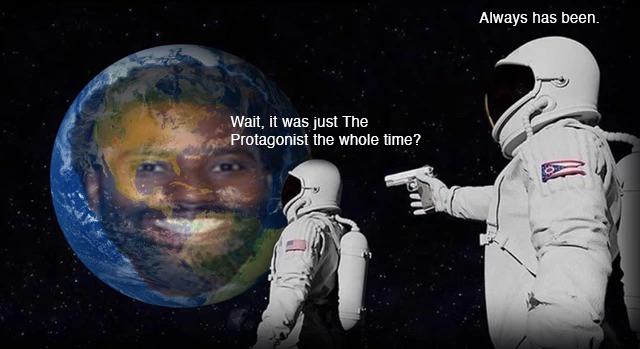 Always has been.
Wait, it was just The
Protagonist the whole time?